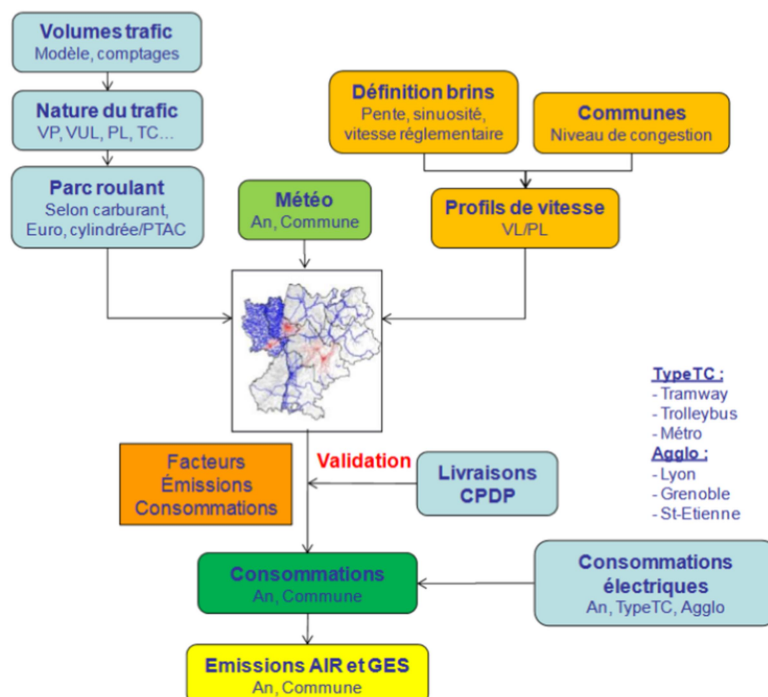 Volumes trafic
Modèle, comptages
Nature du trafic
VP, VUL, PL, TC...
Parc roulant
Selon carburant,
Euro, cylindrée/PTAC
Météo
An, Commune
Définition brins
Pente, sinuosité,
vitesse réglementaire
Communes
Niveau de congestion
Profils de vitesse
VL/PL
TypeTC :
- Tramway
- Trolleybus
- Métro
Agglo :
- Lyon
- Grenoble
- St-Etienne
Facteurs
Émissions
Consommations
Validation
Livraisons
CPDP
Consommations
An, Commune
Consommations
électriques
An, TypeTC, Agglo
Emissions AIR et GES
An, Commune